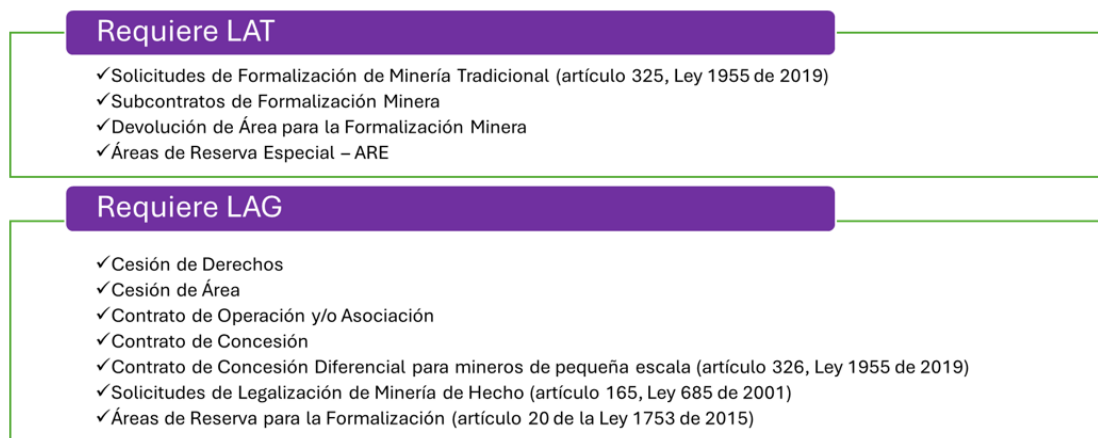 Requiere LAT
✓Solicitudes de Formalización de Minería Tradicional (artículo 325, Ley 1955 de 2019)
✓Subcontratos de Formalización Minera
✓Devolución de Área para la Formalización Minera
✓Áreas de Reserva Especial – ARE
Requiere LAG
✓Cesión de Derechos
✓Cesión de Área
✓Contrato de Operación y/o Asociación
✓Contrato de Concesión
✓Contrato de Concesión Diferencial para mineros de pequeña escala (artículo 326, Ley 1955 de 2019)
✓Solicitudes de Legalización de Minería de Hecho (artículo 165, Ley 685 de 2001)
✓Áreas de Reserva para la Formalización (artículo 20 de la Ley 1753 de 2015)